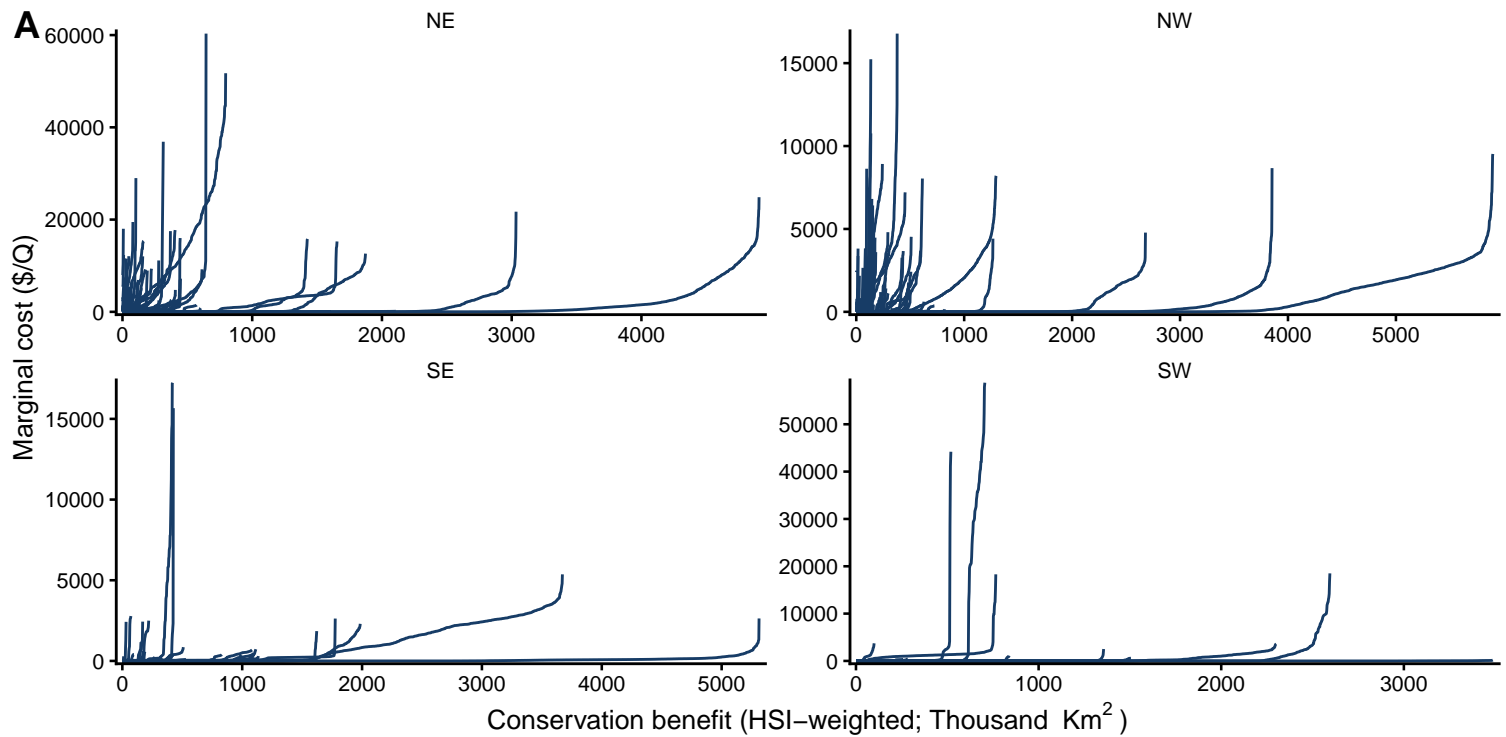 A
NE
NW
60000
40000
20000
0
0 1000 2000 3000 4000
15000
10000
5000
0
0 1000 2000 3000 4000 5000
Marginal cost ($/Q)
SE
SW
15000
10000
5000
0
0 1000 2000 3000 4000 5000
50000
40000
30000
20000
10000
0
0 1000 2000 3000
Conservation benefit (HSI−weighted; Thousand Km²)